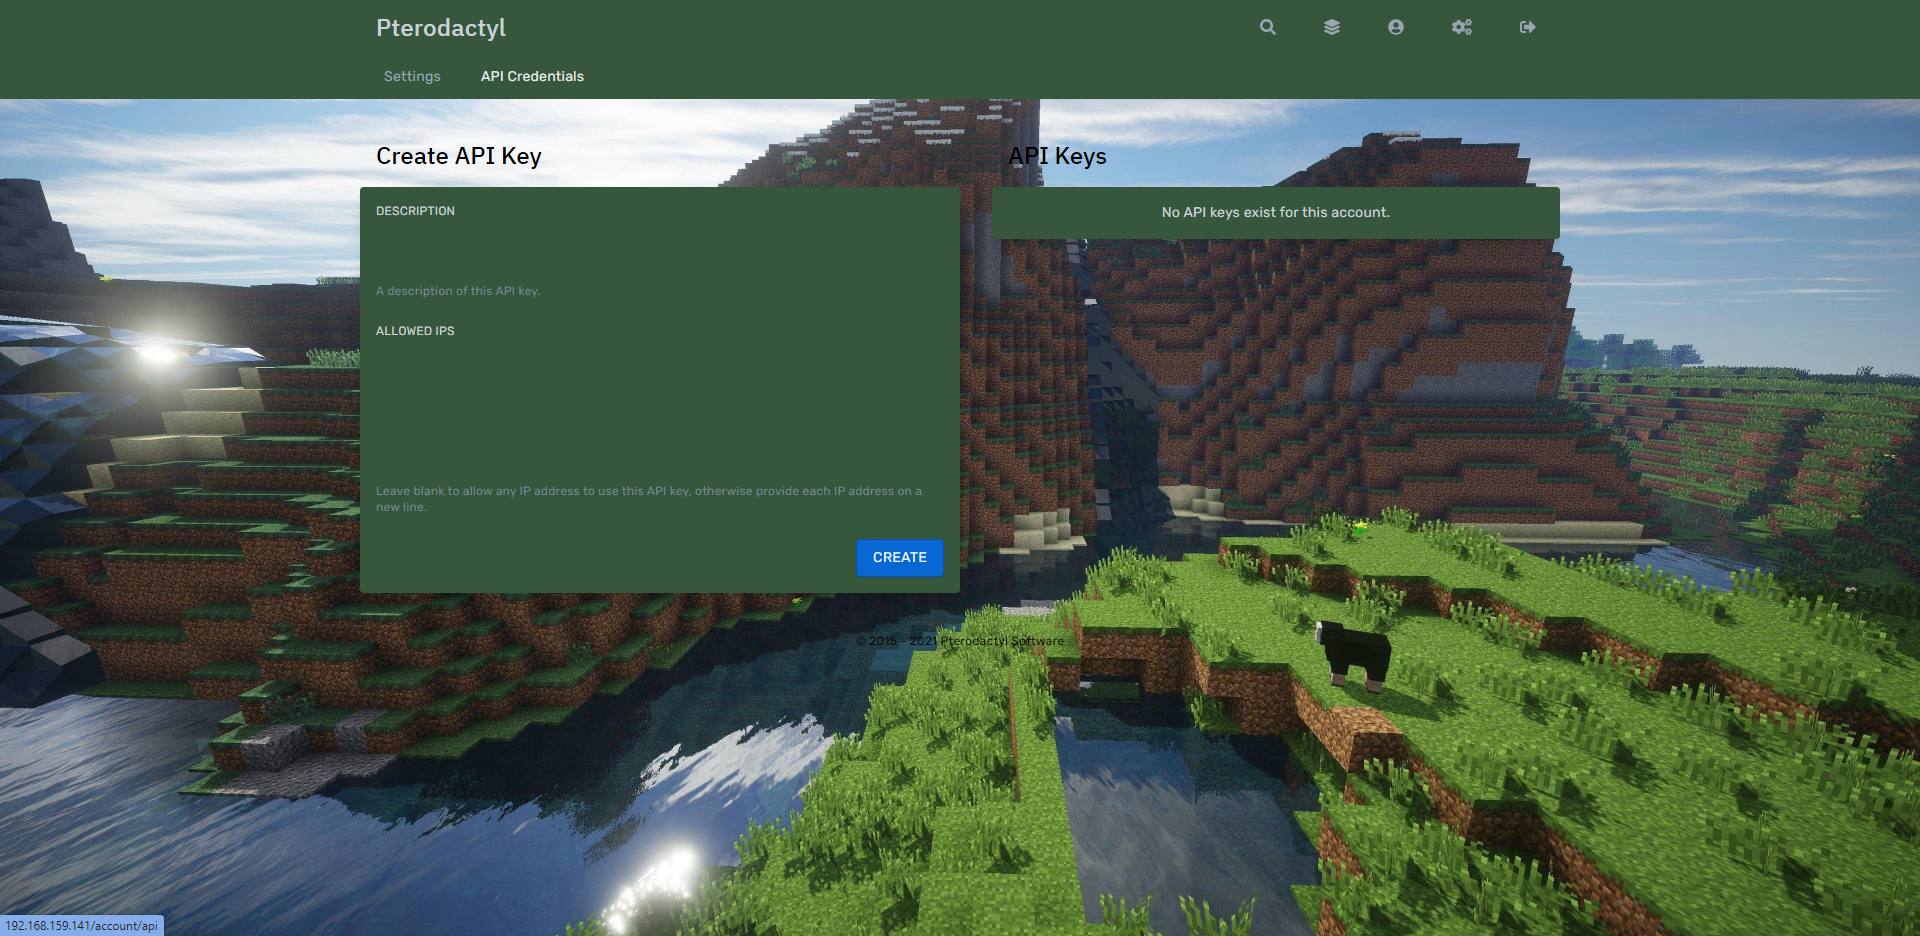 Pterodactyl
Settings
API Credentials
Create API Key
DESCRIPTION
A description of this API key.
ALLOWED IPS
Leave blank to allow any IP address to use this API key, otherwise provide each IP address on a
new line.
CREATE
API Keys
No API keys exist for this account.
© 2015 - 2021 Pterodactyl Software
192.168.159.141/account/api